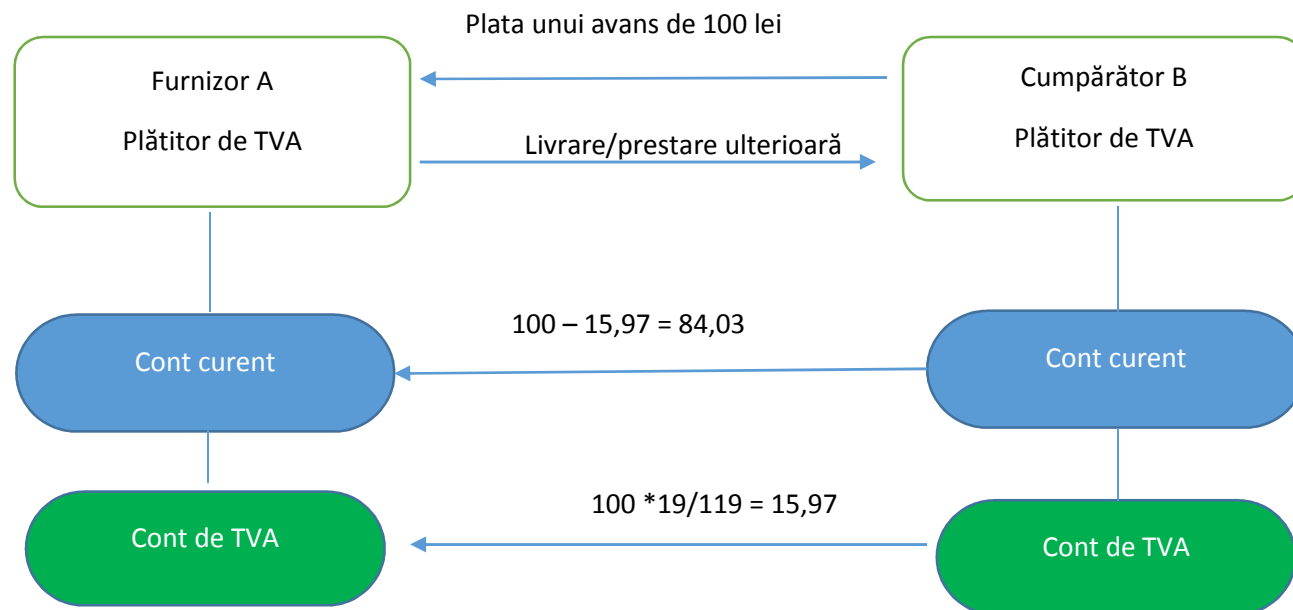 Plata unui avans de 100 lei
Furnizor A
Plătitor de TVA
Cumpărător B
Plătitor de TVA
Livrare/prestare ulterioară
100 – 15,97 = 84,03
Cont curent
Cont curent
100 *19/119 = 15,97
Cont de TVA
Cont de TVA